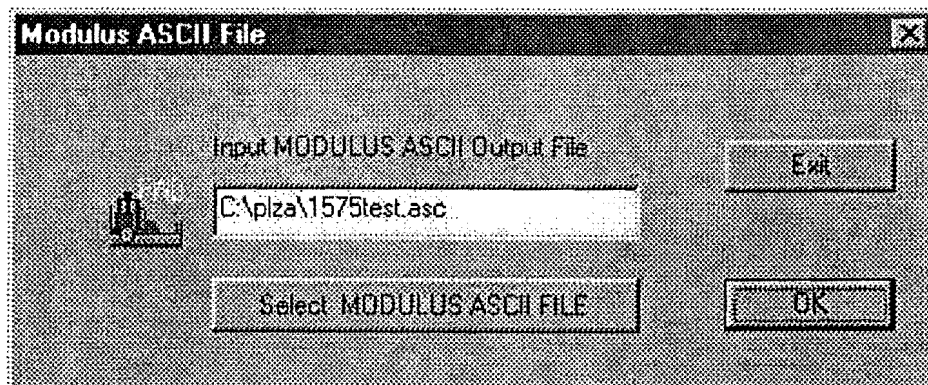 Modulus ASCII File
Input MODULUS ASCII Output File
Exit
C:\plza\1575test.asc
Select MODULUS ASCII FILE
OK